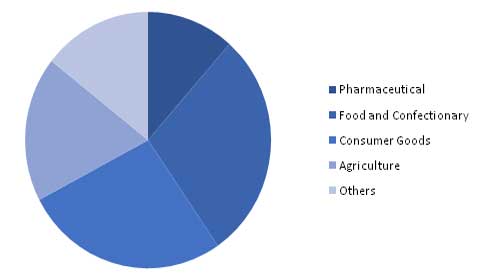 Pharmaceutical
Food and Confectionary
Consumer Goods
Agriculture
Others